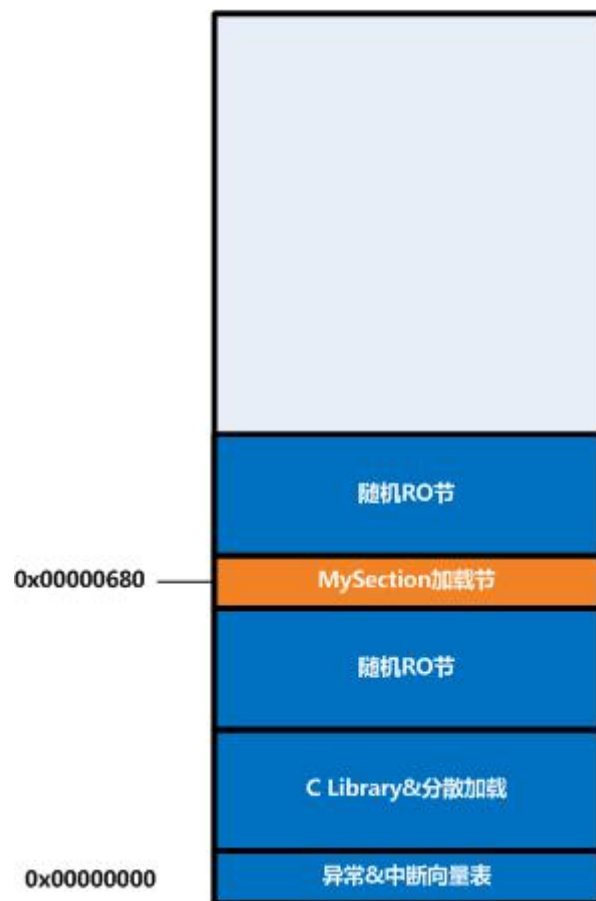 随机RO节
0x00000680
MySection加载节
随机RO节
C Library&分散加载
0x00000000
异常&中断向量表